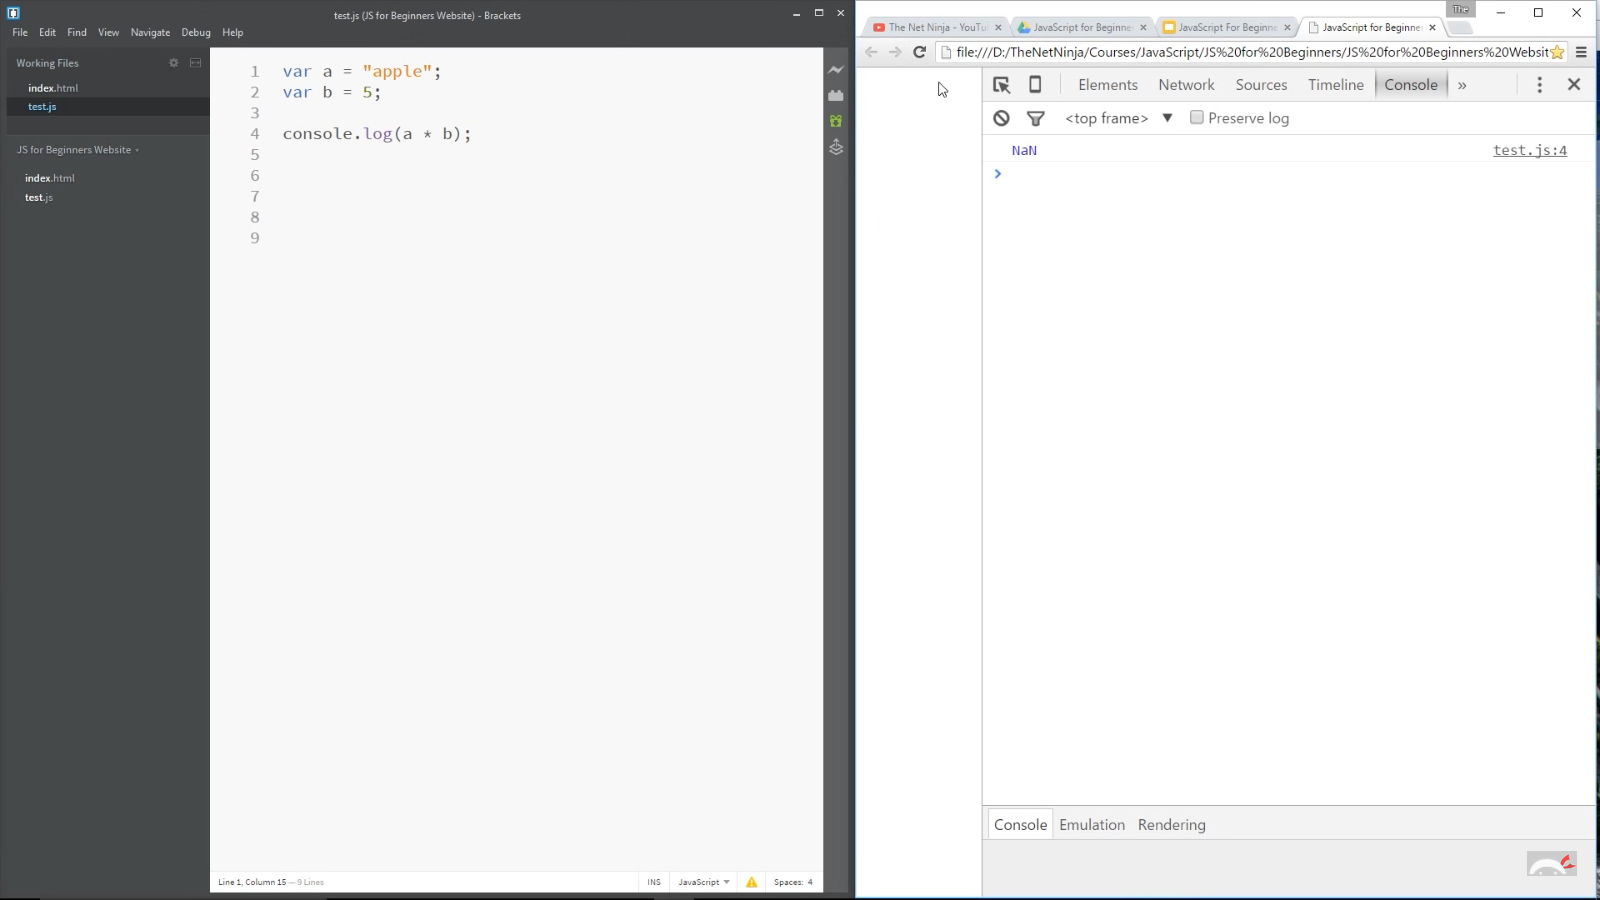 test.js (JS for Beginners Website) - Brackets
File Edit Find View Navigate Debug Help
Working Files
index.html
test.js
JS for Beginners Website
index.html
test.js
1 var a = "apple";
2 var b = 5;
3
4 console.log(a * b);
5
6
7
8
9
Line 1, Column 15 — 9 Lines
INS JavaScript Spaces: 4
The
The Net Ninja - YouTu JavaScript for Beginne JavaScript For Beginne JavaScript for Beginne
file:///D:/TheNetNinja/Courses/JavaScript/JS%20for%20Beginners/JS%20for%20Beginners%20Websit
Elements Network Sources Timeline Console »
<top frame> ▼ Preserve log
NaN test.js:4
>
Console Emulation Rendering